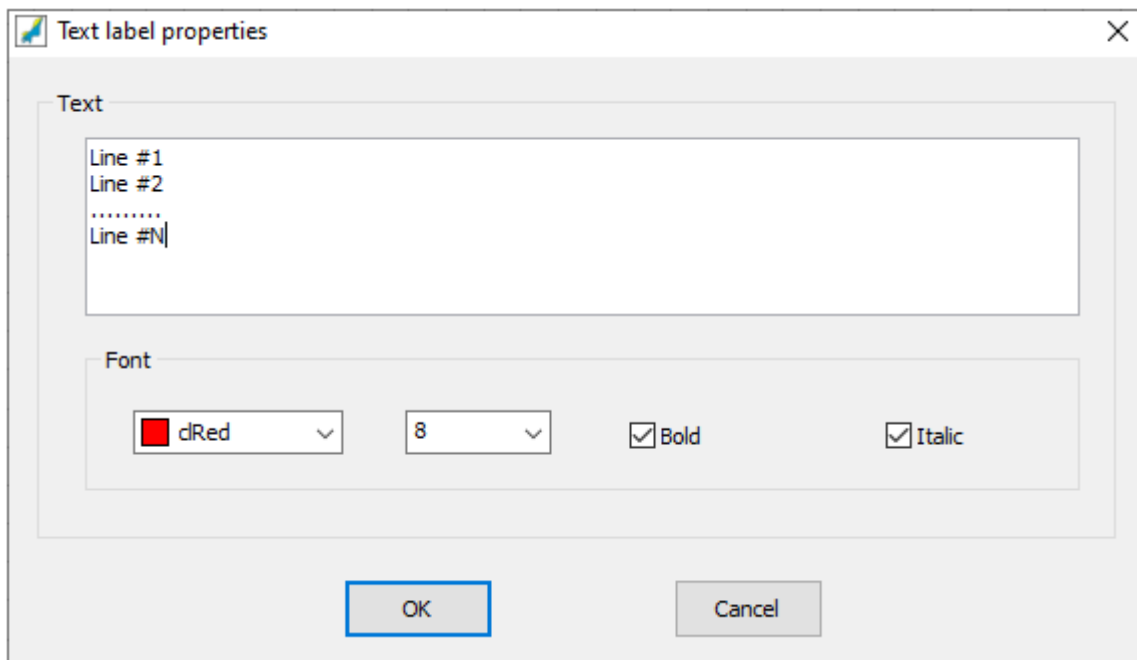 Text label properties
Text
Line #1
Line #2
.........
Line #N
Font
clRed
8
Bold
Italic
OK
Cancel